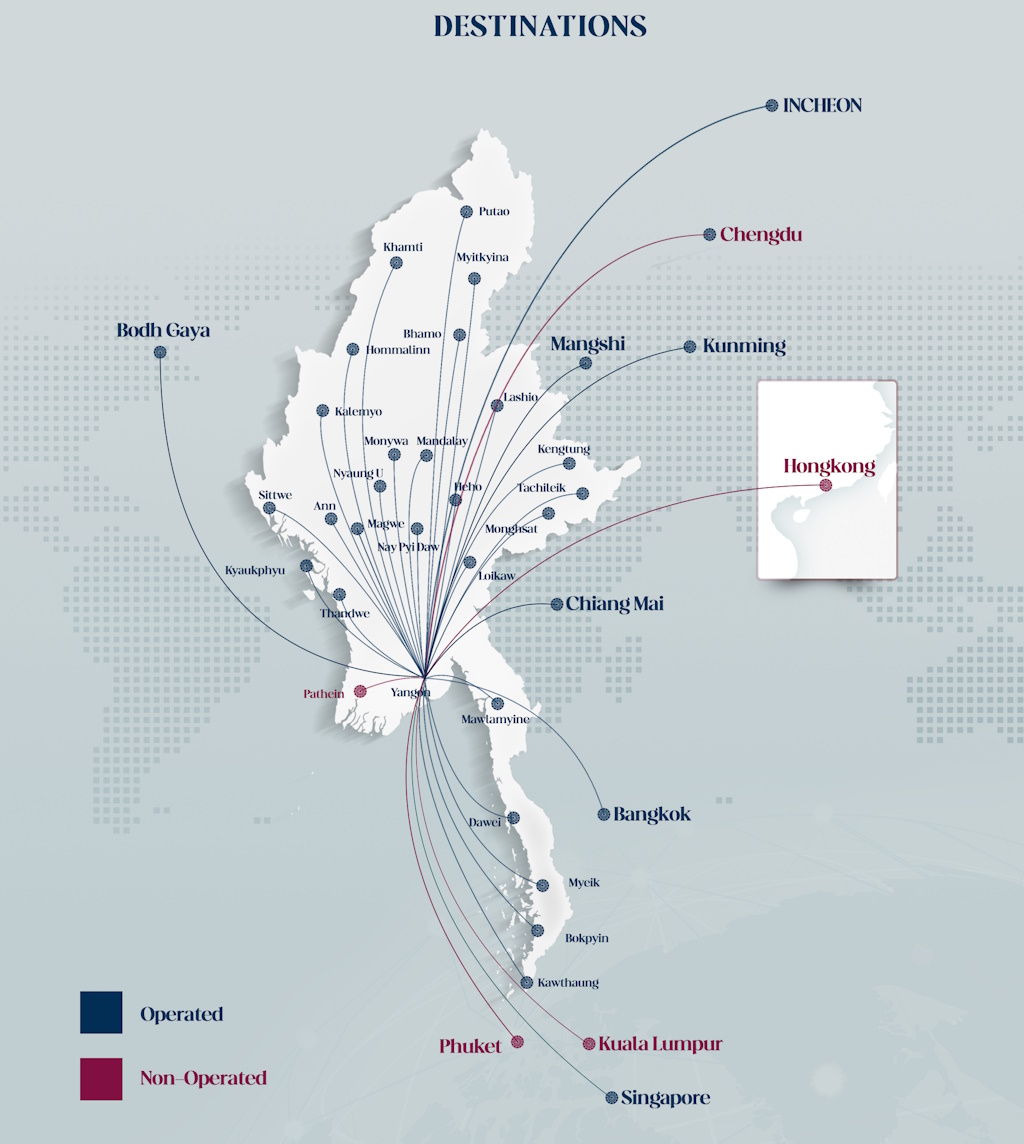 DESTINATIONS
INCHEON
Putao
Chengdu
Khamti
Myitkyina
Bodh Gaya
Bhamo
Mangshi
Kunming
Hommalinn
Lashio
Kalemyo
Monywa
Mandalay
Kengtung
Hongkong
Nyaung U
Heho
Tachileik
Sittwe
Ann
Magwe
Monghsat
Nay Pyi Daw
Kyaukphyu
Loikaw
Thandwe
Chiang Mai
Pathein
Yangon
Mawlamyine
Bangkok
Dawei
Myeik
Bokpyin
Kawthaung
Operated
Phuket
Kuala Lumpur
Non-Operated
Singapore